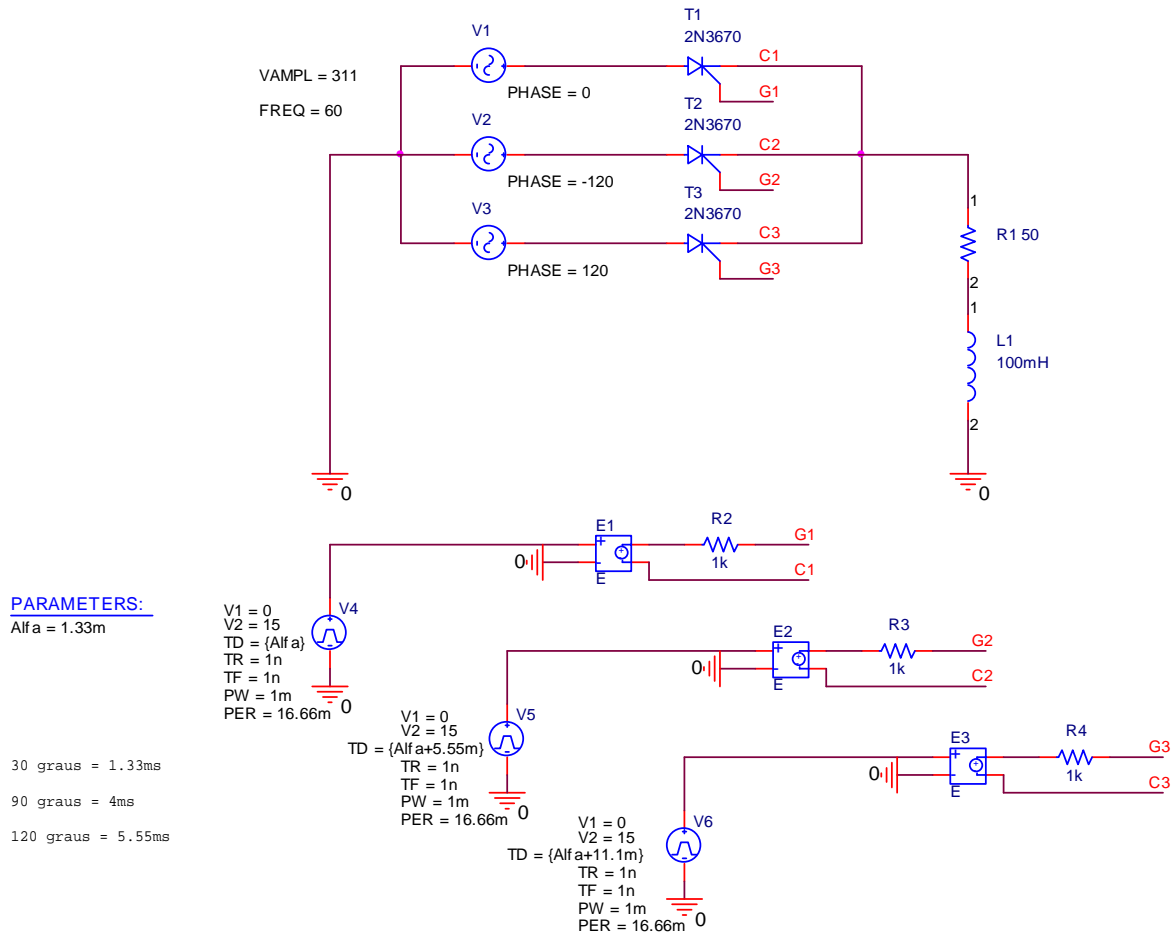 VAMPL = 311
FREQ = 60
V1
PHASE = 0
T1
2N3670
C1
G1
V2
PHASE = -120
T2
2N3670
C2
G2
V3
PHASE = 120
T3
2N3670
C3
G3
1
R1 50
2
1
L1
100mH
2
0
0
E1
0
E
R2
1k
G1
C1
PARAMETERS:
Alfa = 1.33m
V1 = 0
V2 = 15
TD = {Alfa}
TR = 1n
TF = 1n
PW = 1m
PER = 16.66m
V4
0
E2
0
E
R3
1k
G2
C2
V1 = 0
V2 = 15
TD = {Alfa+5.55m}
TR = 1n
TF = 1n
PW = 1m
PER = 16.66m
V5
0
E3
0
E
R4
1k
G3
C3
V1 = 0
V2 = 15
TD = {Alfa+11.1m}
TR = 1n
TF = 1n
PW = 1m
PER = 16.66m
V6
0
30 graus = 1.33ms
90 graus = 4ms
120 graus = 5.55ms